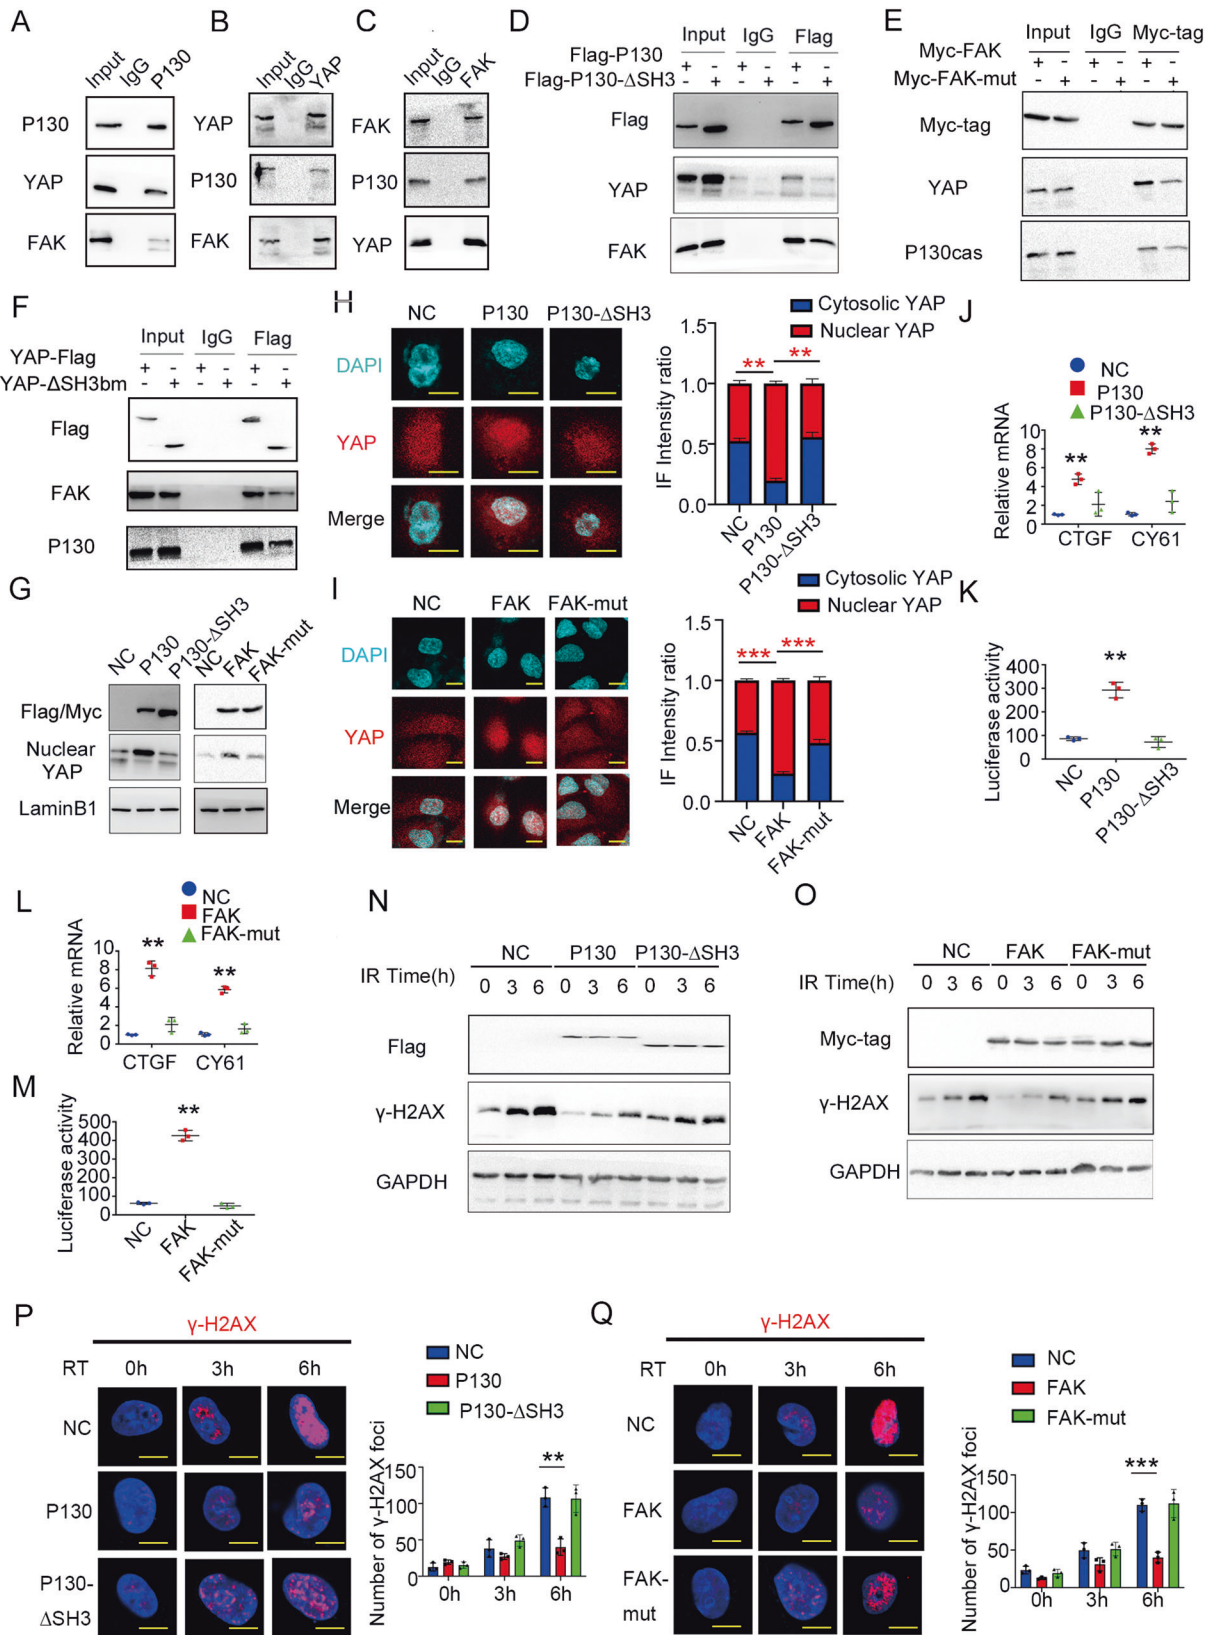 A
Input
IgG
P130
P130
YAP
FAK
B
Input
IgG
YAP
YAP
P130
FAK
C
Input
IgG
FAK
FAK
P130
YAP
D
Input IgG Flag
Flag-P130 + - + - + -
Flag-P130-ΔSH3 - + - + - +
Flag
YAP
FAK
E
Input IgG Myc-tag
Myc-FAK + - + - + -
Myc-FAK-mut - + - + - +
Myc-tag
YAP
P130cas
F
Input IgG Flag
YAP-Flag + - + - + -
YAP-ΔSH3bm - + - + - +
Flag
FAK
P130
G
NC
P130
P130-ΔSH3
NC
FAK
FAK-mut
Flag/Myc
Nuclear
YAP
LaminB1
H
NC P130 P130-ΔSH3
DAPI
YAP
Merge
Cytosolic YAP
Nuclear YAP
IF Intensity ratio
1.5
1.0
0.5
0.0
** **
NC
P130
P130-ΔSH3
I
NC FAK FAK-mut
DAPI
YAP
Merge
Cytosolic YAP
Nuclear YAP
IF Intensity ratio
1.5
1.0
0.5
0.0
*** ***
NC
FAK
FAK-mut
J
NC
P130
P130-ΔSH3
Relative mRNA
10
8
6
4
2
0
** **
CTGF CY61
K
Luciferase activity
400
300
200
100
0
**
NC
P130
P130-ΔSH3
L
NC
FAK
FAK-mut
Relative mRNA
10
8
6
4
2
0
** **
CTGF CY61
M
Luciferase activity
500
400
300
200
100
0
**
NC
FAK
FAK-mut
N
NC P130 P130-ΔSH3
IR Time(h) 0 3 6 0 3 6 0 3 6
Flag
γ-H2AX
GAPDH
O
NC FAK FAK-mut
IR Time(h) 0 3 6 0 3 6 0 3 6
Myc-tag
γ-H2AX
GAPDH
P
γ-H2AX
RT 0h 3h 6h
NC
P130
P130-
ΔSH3
NC
P130
P130-ΔSH3
Number of γ-H2AX foci
150
100
50
0
**
0h 3h 6h
Q
γ-H2AX
RT 0h 3h 6h
NC
FAK
FAK-
mut
NC
FAK
FAK-mut
Number of γ-H2AX foci
150
100
50
0
***
0h 3h 6h